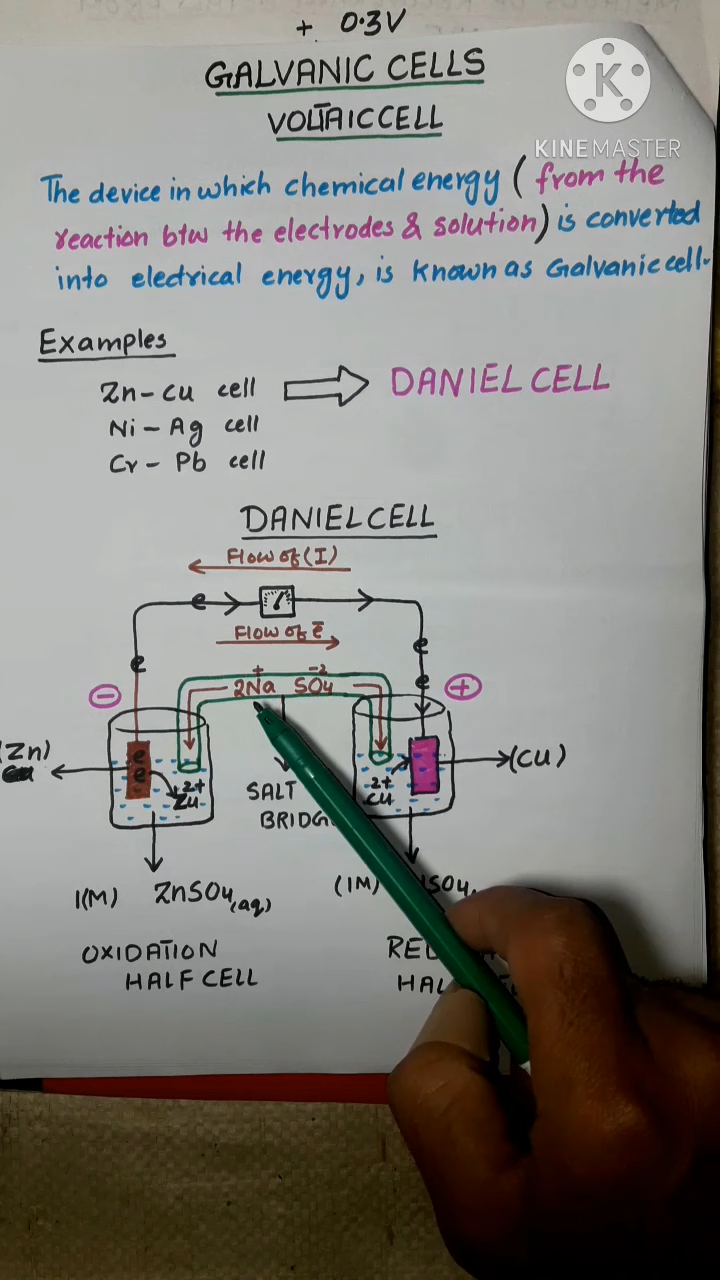 + 0.3V
GALVANIC CELLS
K
KINEMASTER
VOLTAIC CELL
The device in which chemical energy (from the
reaction btw the electrodes & solution) is converted
into electrical energy, is known as Galvanic cell.
Examples
Zn-Cu cell DANIEL CELL
Ni - Ag cell
Cr - Pb cell
DANIEL CELL
Flow of (I)
e
Flow of ē
e e
e
2Na+ SO4-2
- +
(Zn) e (Cu)
e
Zu2+ Cu2+
SALT
BRIDG
1(M) ZnSO4(aq) (1M) SO4
OXIDATION RE
HALF CELL HAL